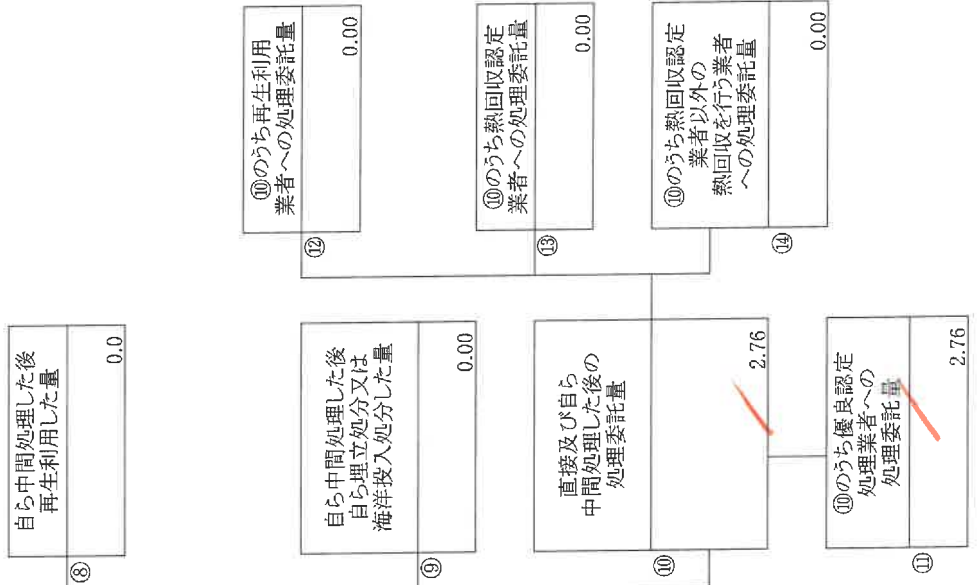 ⑧
自ら中間処理した後
再生利用した量
0.0
⑨
自ら中間処理した後
自ら埋立処分又は
海洋投入処分した量
0.00
⑩
直接及び自ら
中間処理した後の
処理委託量
2.76
⑪
⑩のうち優良認定
処理業者への
処理委託量
2.76
⑫
⑩のうち再生利用
業者への処理委託量
0.00
⑬
⑩のうち熱回収認定
業者への処理委託量
0.00
⑭
⑩のうち熱回収認定
業者以外の
熱回収を行う業者
への処理委託量
0.00